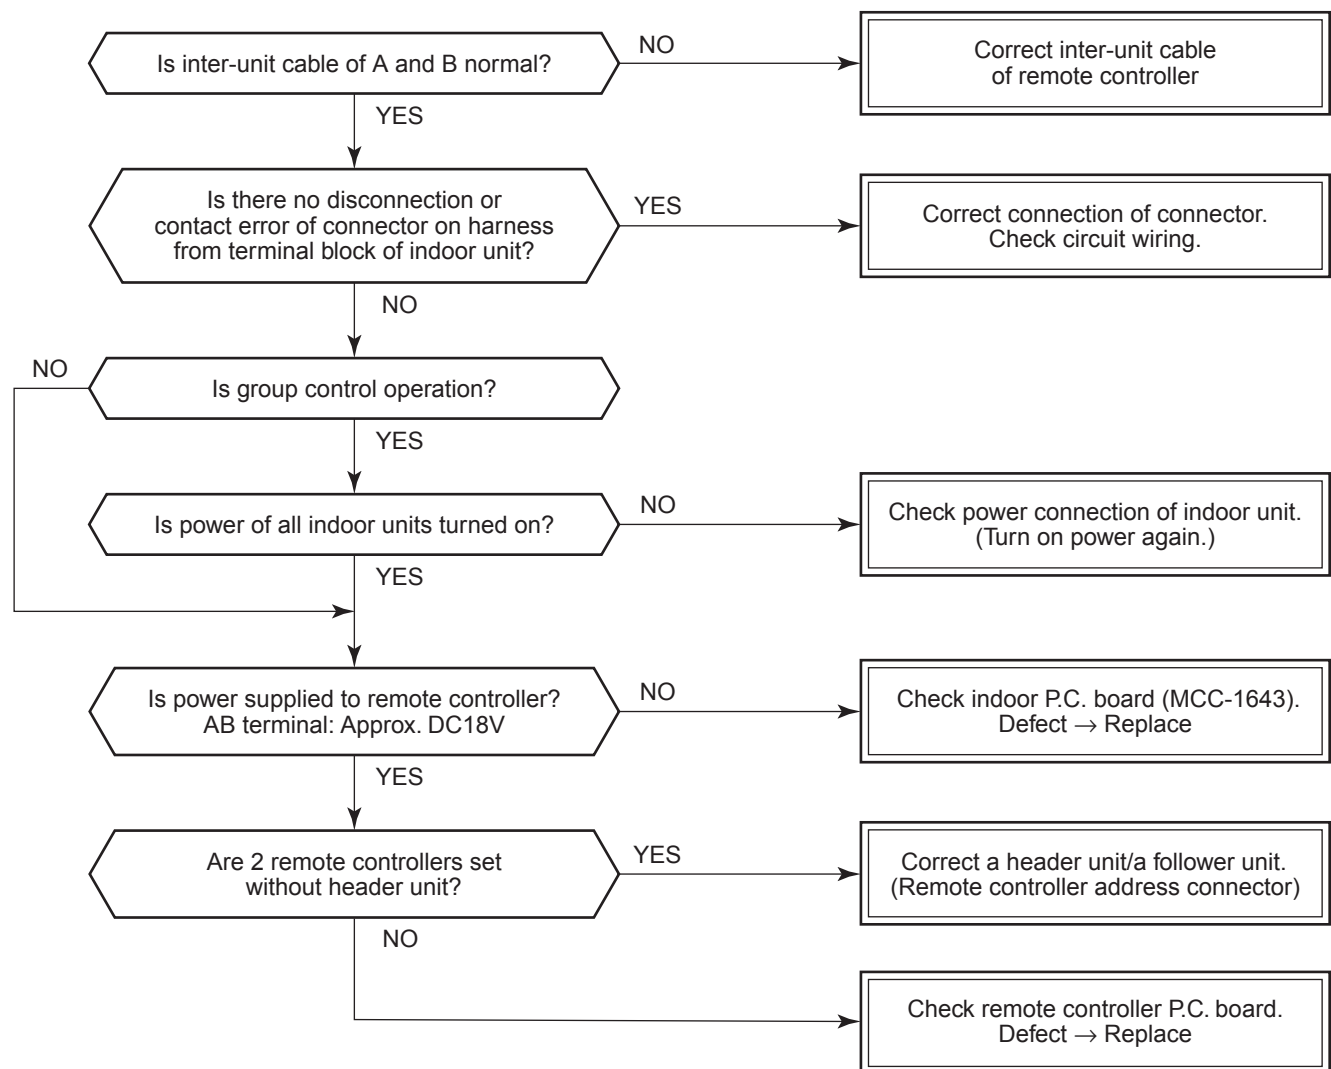 Is inter-unit cable of A and B normal?
NO
Correct inter-unit cable
of remote controller
YES
Is there no disconnection or
contact error of connector on harness
from terminal block of indoor unit?
YES
Correct connection of connector.
Check circuit wiring.
NO
NO
Is group control operation?
YES
Is power of all indoor units turned on?
NO
Check power connection of indoor unit.
(Turn on power again.)
YES
Is power supplied to remote controller?
AB terminal: Approx. DC18V
NO
Check indoor P.C. board (MCC-1643).
Defect → Replace
YES
Are 2 remote controllers set
without header unit?
YES
Correct a header unit/a follower unit.
(Remote controller address connector)
NO
Check remote controller P.C. board.
Defect → Replace